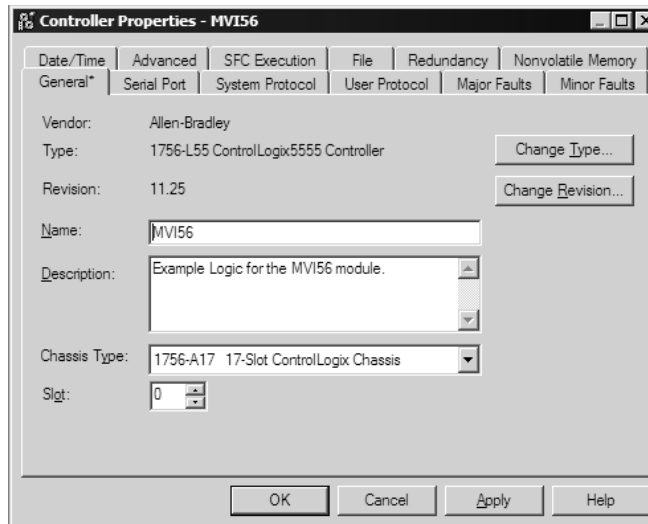 Controller Properties - MVI56
Date/Time Advanced SFC Execution File Redundancy Nonvolatile Memory
General* Serial Port System Protocol User Protocol Major Faults Minor Faults
Vendor: Allen-Bradley
Type: 1756-L55 ControlLogix5555 Controller Change Type...
Revision: 11.25 Change Revision...
Name: MVI56
Description: Example Logic for the MVI56 module.
Chassis Type: 1756-A17 17-Slot ControlLogix Chassis
Slot: 0
OK Cancel Apply Help